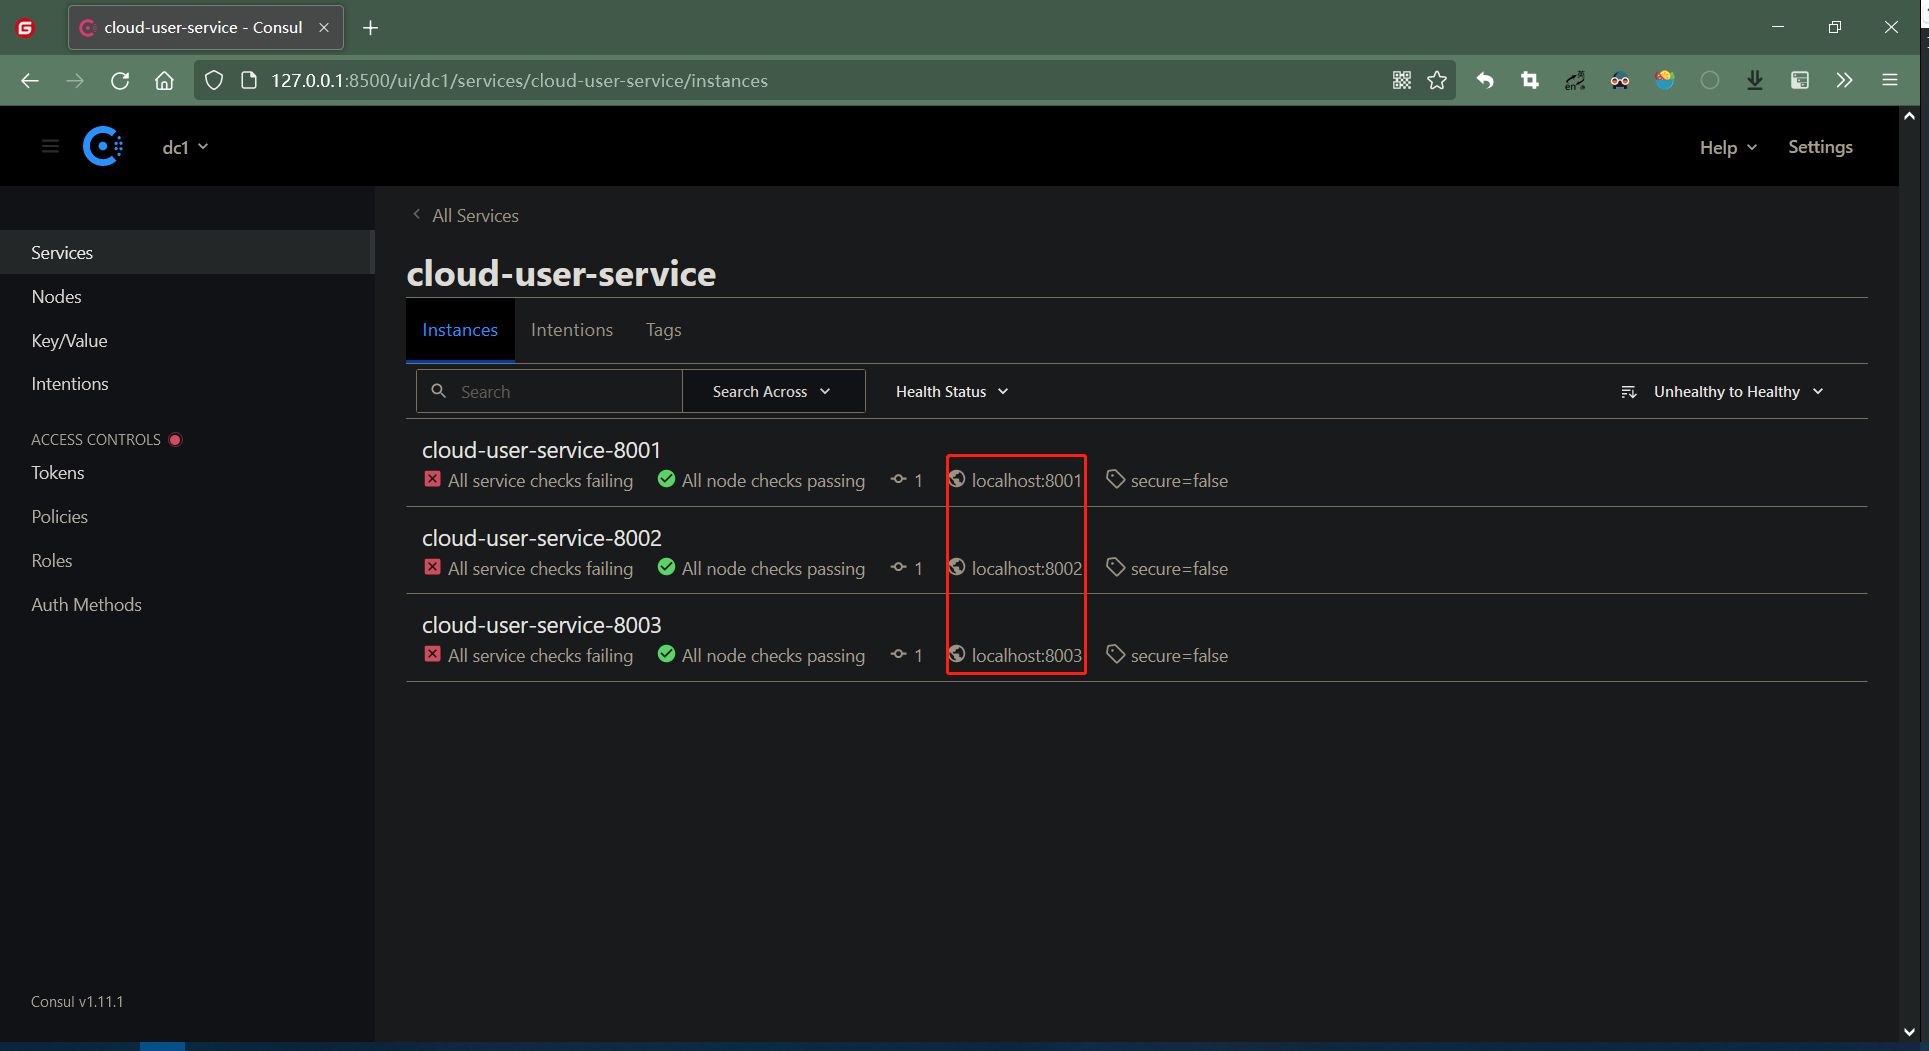 cloud-user-service - Consul
127.0.0.1:8500/ui/dc1/services/cloud-user-service/instances
dc1
Help
Settings
All Services
Services
Nodes
Key/Value
Intentions
ACCESS CONTROLS
Tokens
Policies
Roles
Auth Methods
cloud-user-service
Instances Intentions Tags
Search Search Across Health Status Unhealthy to Healthy
cloud-user-service-8001
All service checks failing All node checks passing 1 localhost:8001 secure=false
cloud-user-service-8002
All service checks failing All node checks passing 1 localhost:8002 secure=false
cloud-user-service-8003
All service checks failing All node checks passing 1 localhost:8003 secure=false
Consul v1.11.1